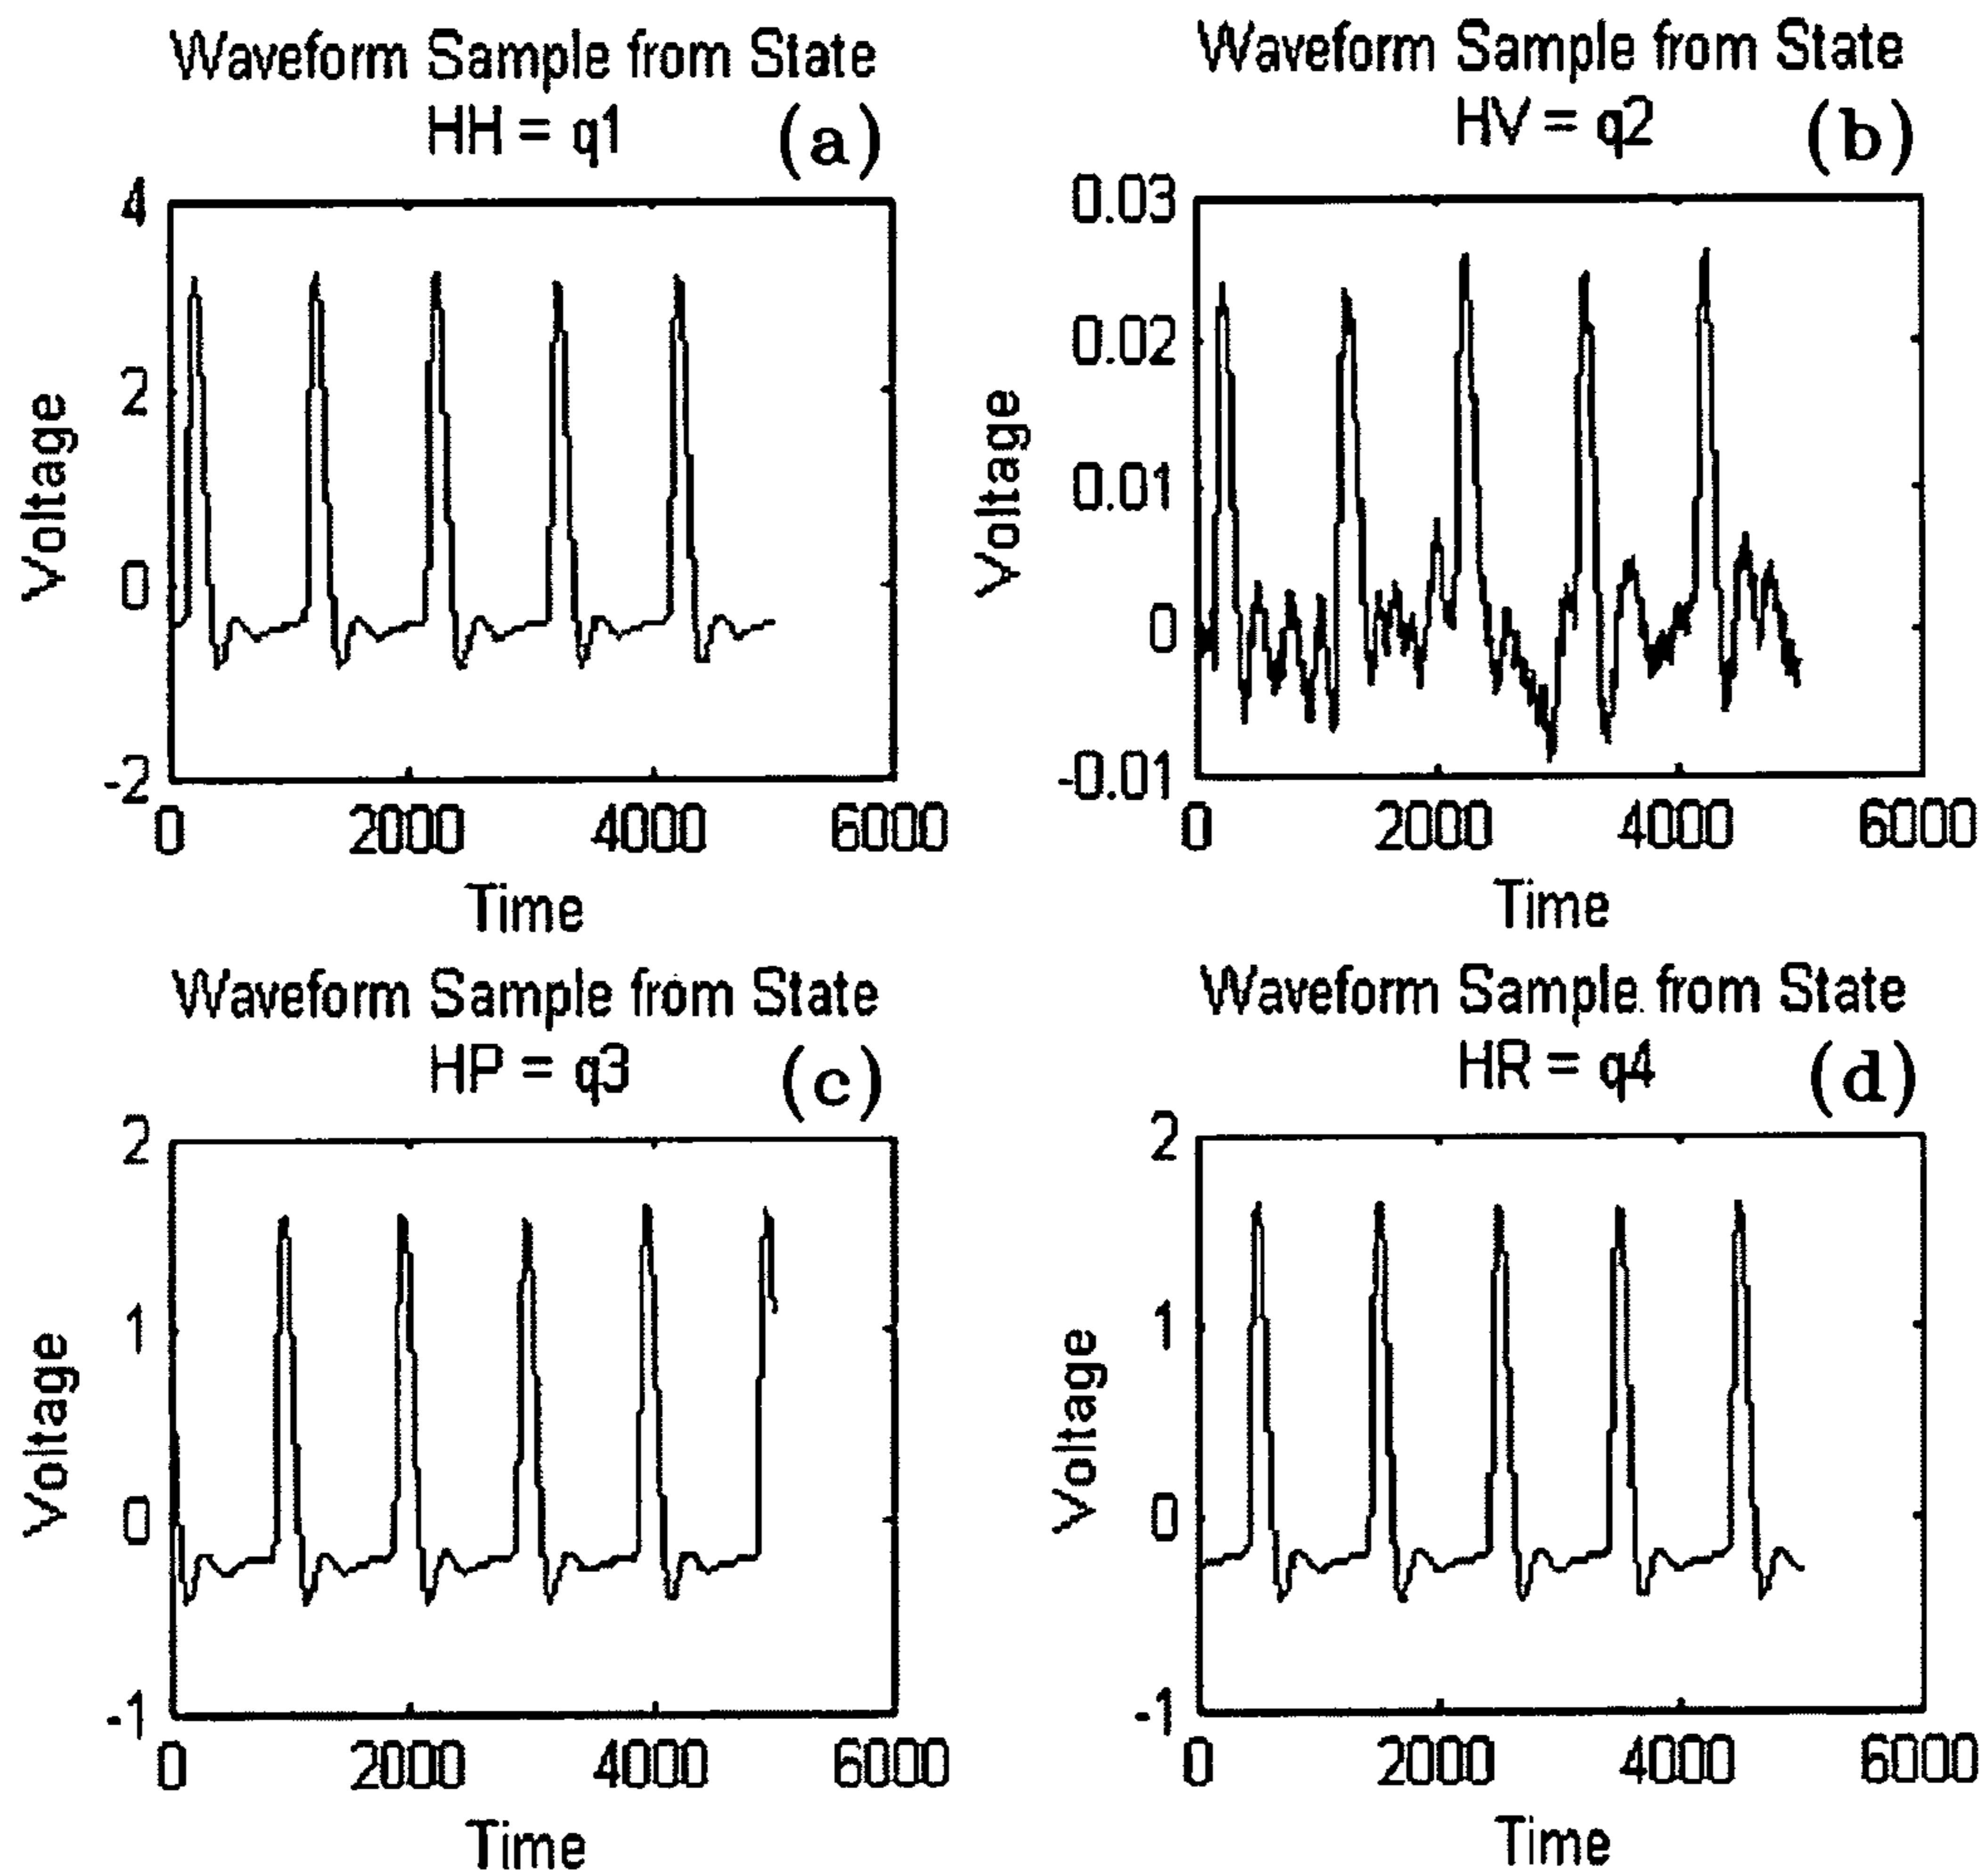 Waveform Sample from State
HH = q1 (a)
4
2
0
-2
Voltage
0 2000 4000 6000
Time
Waveform Sample from State
HV = q2 (b)
0.03
0.02
0.01
0
-0.01
Voltage
0 2000 4000 6000
Time
Waveform Sample from State
HP = q3 (c)
2
1
0
-1
Voltage
0 2000 4000 6000
Time
Waveform Sample from State
HR = q4 (d)
2
1
0
-1
Voltage
0 2000 4000 6000
Time